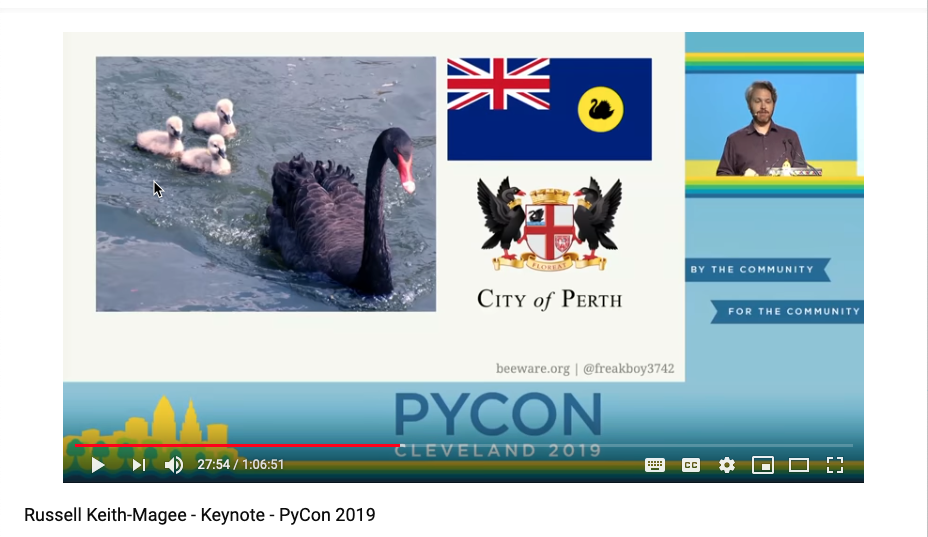 FLOREAT
CITY of PERTH
BY THE COMMUNITY
FOR THE COMMUNITY
beeware.org | @freakboy3742
PYCON
CLEVELAND 2019
CC
27:54 / 1:06:51
Russell Keith-Magee - Keynote - PyCon 2019